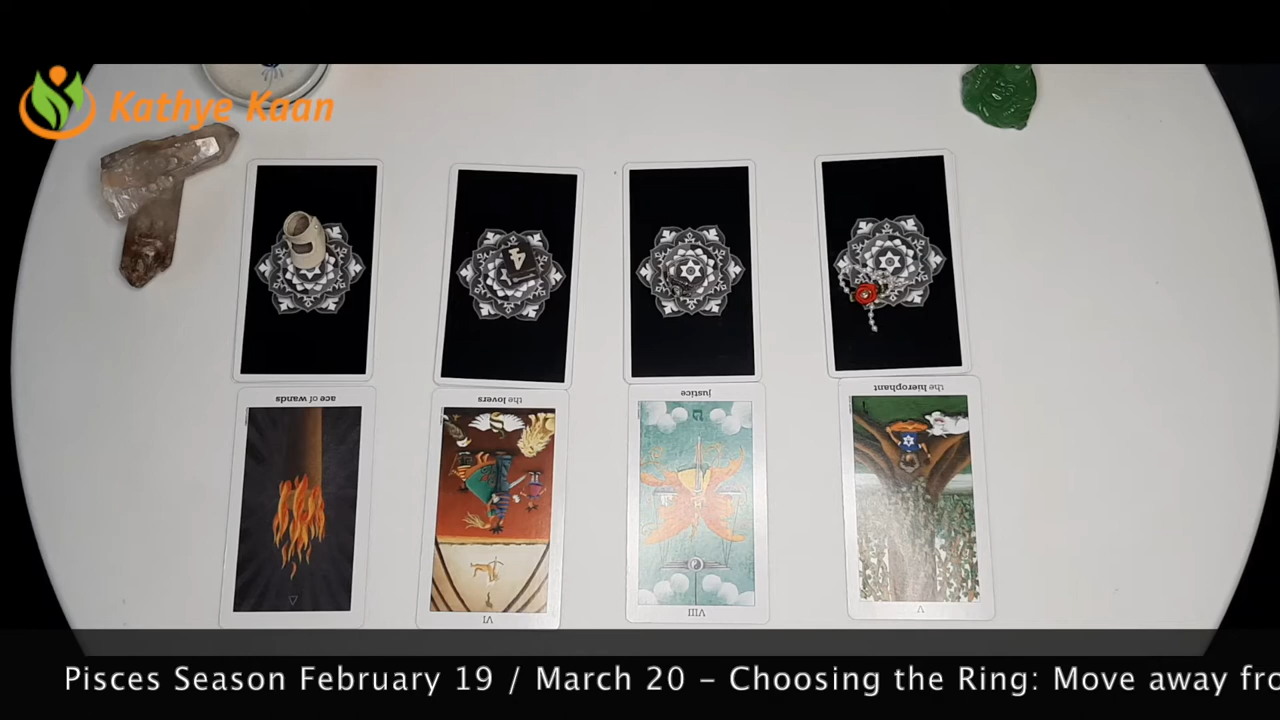 Kathye Kaan
4
ace of wands
the lovers
justice
the hierophant
VI
VIII
V
Pisces Season February 19 / March 20 – Choosing the Ring: Move away fro